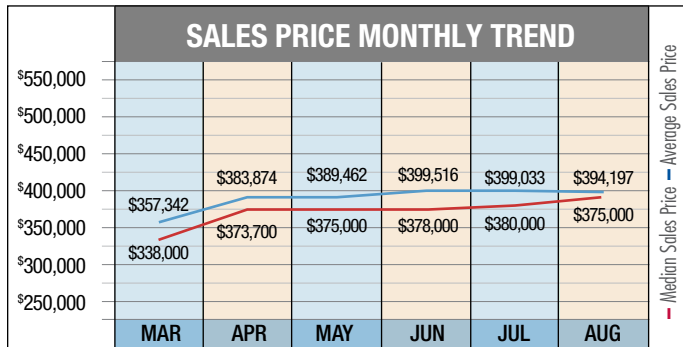 SALES PRICE MONTHLY TREND
$550,000
$500,000
$450,000
$400,000
$350,000
$300,000
$250,000
$357,342
$383,874
$389,462
$399,516
$399,033
$394,197
$338,000
$373,700
$375,000
$378,000
$380,000
$375,000
MAR
APR
MAY
JUN
JUL
AUG
Median Sales Price Average Sales Price